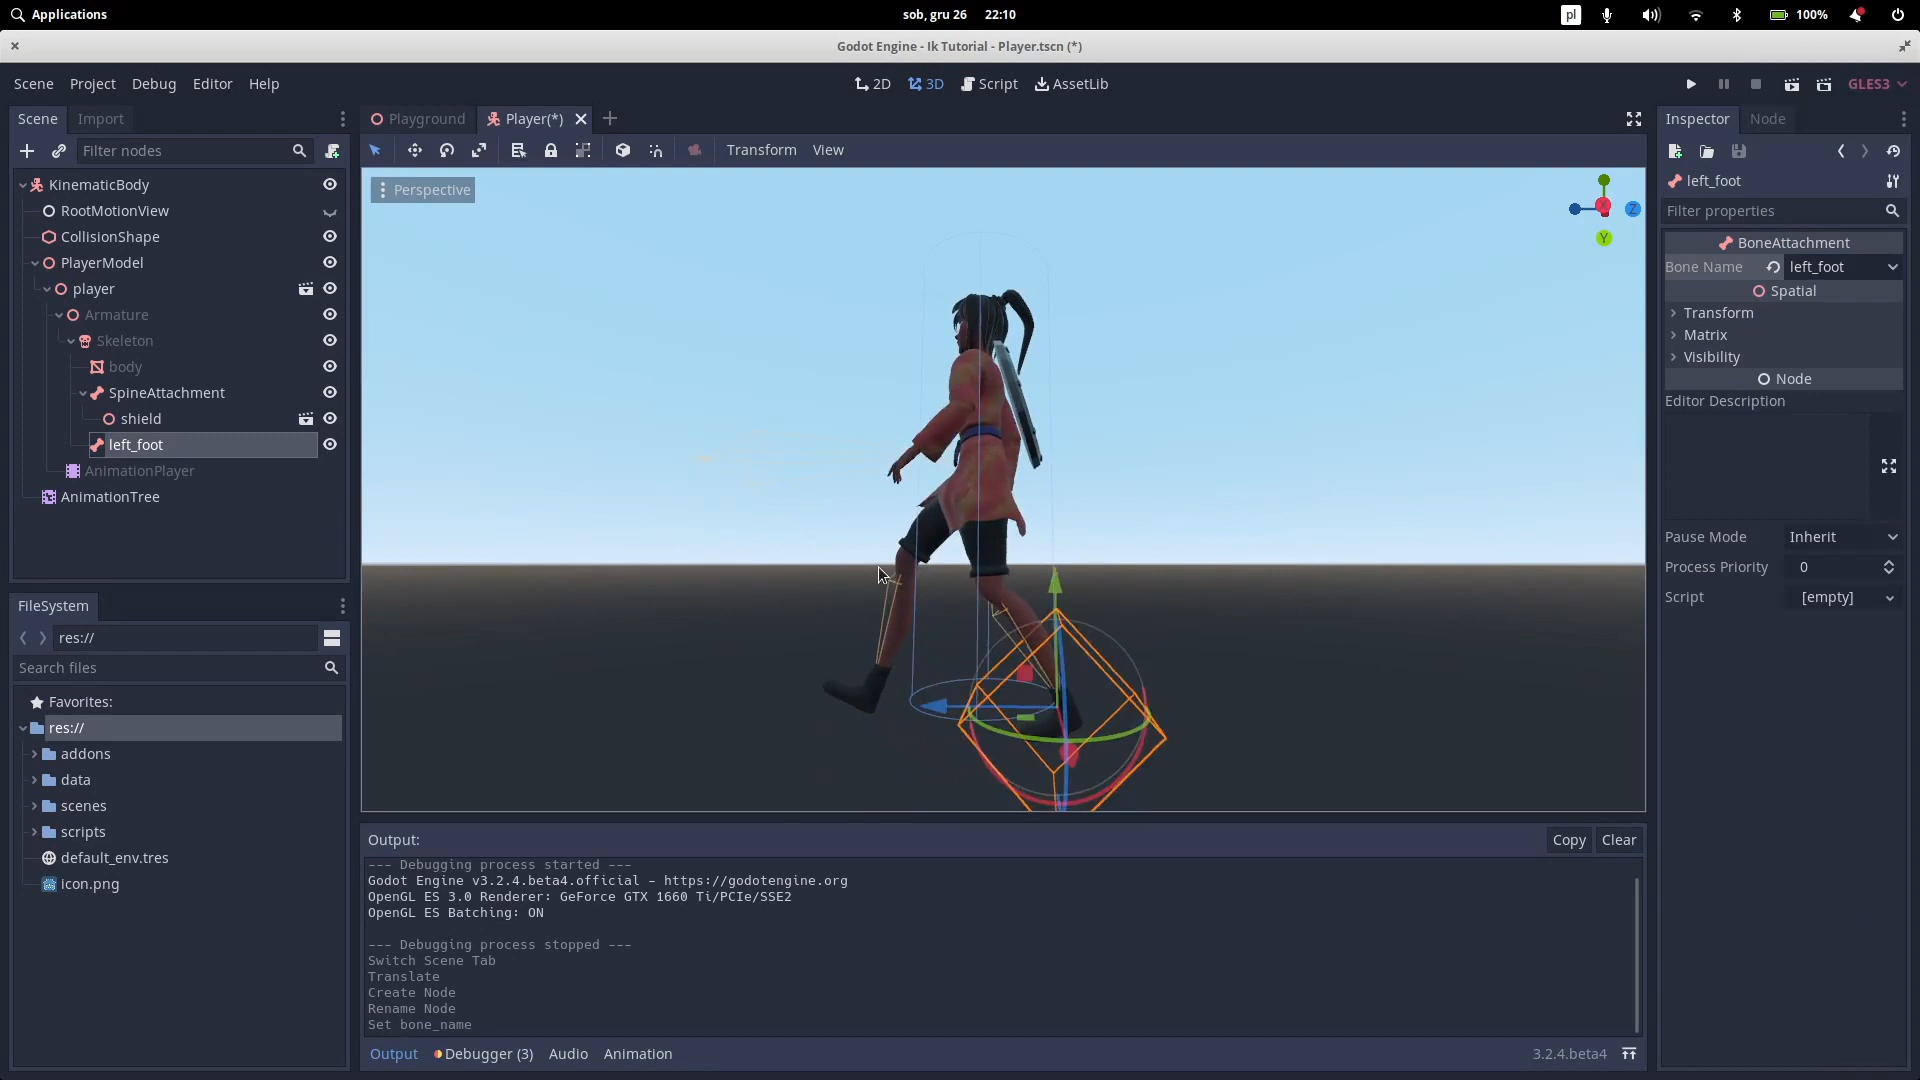 Applications
sob, gru 26 22:10
pl
100%
Godot Engine - Ik Tutorial - Player.tscn (*)
Scene Project Debug Editor Help
2D 3D Script AssetLib
GLES3
Scene Import
Filter nodes
KinematicBody
RootMotionView
CollisionShape
PlayerModel
player
Armature
Skeleton
body
SpineAttachment
shield
left_foot
AnimationPlayer
AnimationTree
FileSystem
res://
Search files
Favorites:
res://
addons
data
scenes
scripts
default_env.tres
icon.png
Playground Player(*)
Transform View
Perspective
Z
Y
Output:
Copy Clear
--- Debugging process started ---
Godot Engine v3.2.4.beta4.official - https://godotengine.org
OpenGL ES 3.0 Renderer: GeForce GTX 1660 Ti/PCIe/SSE2
OpenGL ES Batching: ON
--- Debugging process stopped ---
Switch Scene Tab
Translate
Create Node
Rename Node
Set bone_name
Output Debugger (3) Audio Animation
3.2.4.beta4
Inspector Node
left_foot
Filter properties
BoneAttachment
Bone Name left_foot
Spatial
Transform
Matrix
Visibility
Node
Editor Description
Pause Mode Inherit
Process Priority 0
Script [empty]